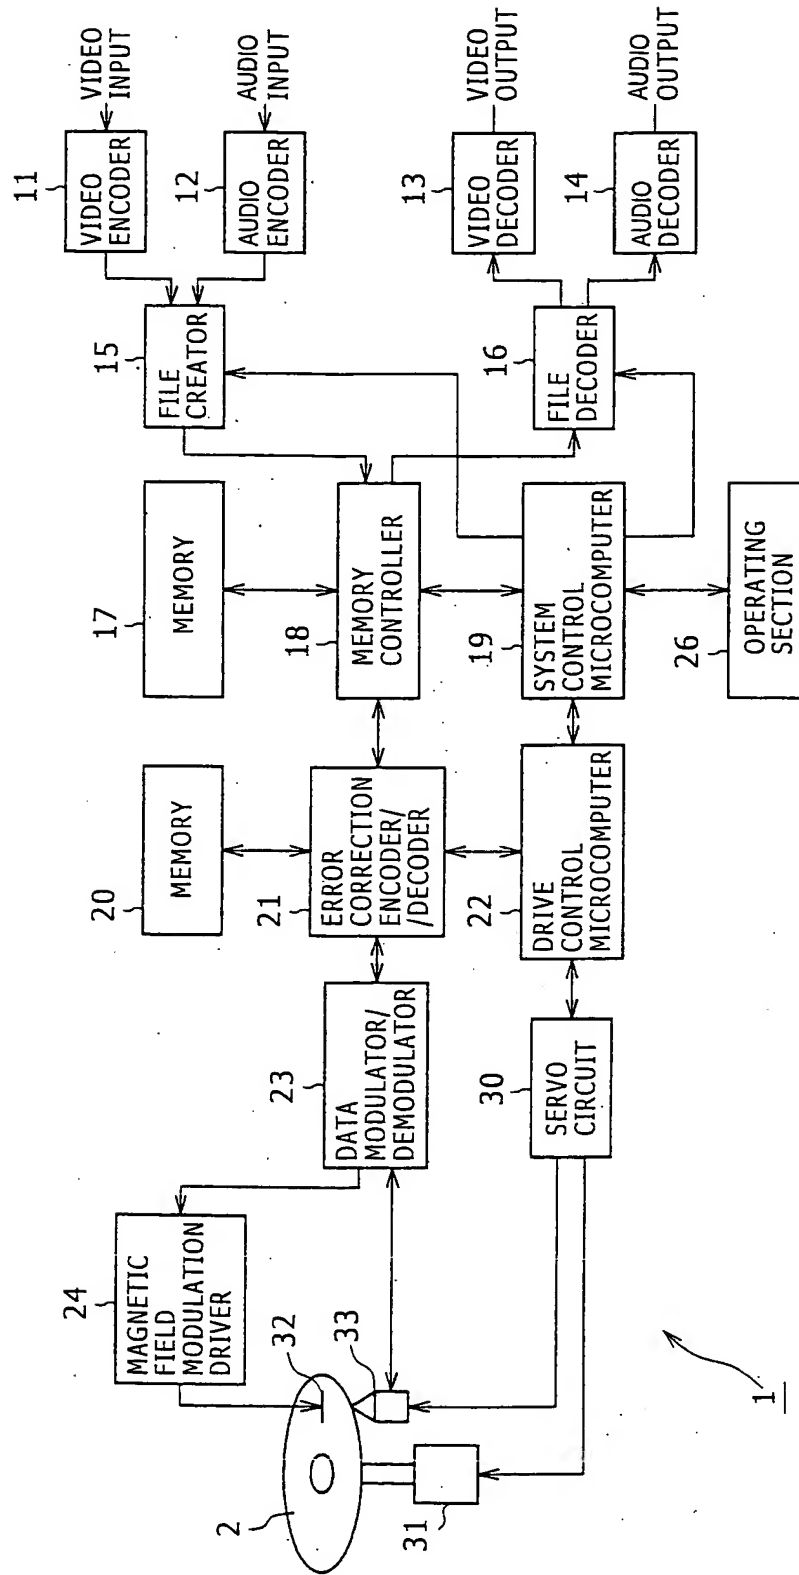 24
MAGNETIC
FIELD
MODULATION
DRIVER
32
33
2
31
23
DATA
MODULATOR/
DEMODULATOR
30
SERVO
CIRCUIT
1
20
MEMORY
21
ERROR
CORRECTION
ENCODER/
/DECODER
22
DRIVE
CONTROL
MICROCOMPUTER
17
MEMORY
18
MEMORY
CONTROLLER
19
SYSTEM
CONTROL
MICROCOMPUTER
26
OPERATING
SECTION
15
FILE
CREATOR
16
FILE
DECODER
11
VIDEO
ENCODER
VIDEO
INPUT
12
AUDIO
ENCODER
AUDIO
INPUT
13
VIDEO
DECODER
VIDEO
OUTPUT
14
AUDIO
DECODER
AUDIO
OUTPUT